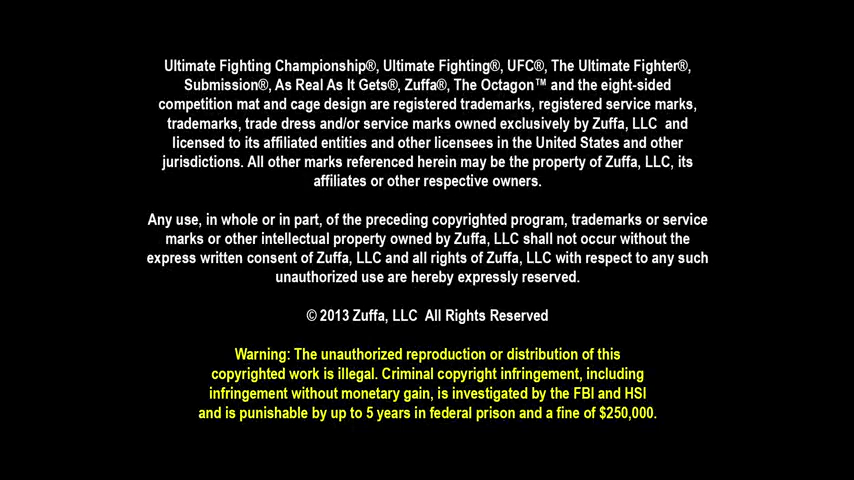 Ultimate Fighting Championship®, Ultimate Fighting®, UFC®, The Ultimate Fighter®,
Submission®, As Real As It Gets®, Zuffa®, The Octagon™ and the eight-sided
competition mat and cage design are registered trademarks, registered service marks,
trademarks, trade dress and/or service marks owned exclusively by Zuffa, LLC and
licensed to its affiliated entities and other licensees in the United States and other
jurisdictions. All other marks referenced herein may be the property of Zuffa, LLC, its
affiliates or other respective owners.
Any use, in whole or in part, of the preceding copyrighted program, trademarks or service
marks or other intellectual property owned by Zuffa, LLC shall not occur without the
express written consent of Zuffa, LLC and all rights of Zuffa, LLC with respect to any such
unauthorized use are hereby expressly reserved.
© 2013 Zuffa, LLC All Rights Reserved
Warning: The unauthorized reproduction or distribution of this
copyrighted work is illegal. Criminal copyright infringement, including
infringement without monetary gain, is investigated by the FBI and HSI
and is punishable by up to 5 years in federal prison and a fine of $250,000.